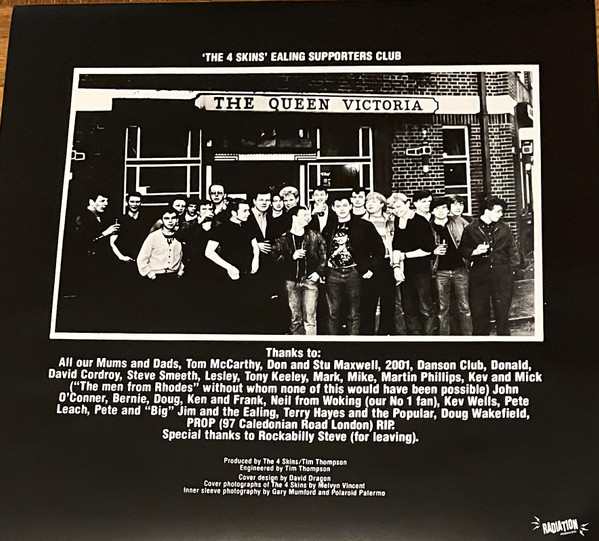 'THE 4 SKINS' EALING SUPPORTERS CLUB
THE QUEEN VICTORIA
Thanks to:
All our Mums and Dads, Tom McCarthy, Don and Stu Maxwell, 2001, Danson Club, Donald,
David Cordroy, Steve Smeeth, Lesley, Tony Keeley, Mark, Mike, Martin Phillips, Kev and Mick
("The men from Rhodes" without whom none of this would have been possible) John
O'Conner, Bernie, Doug, Ken and Frank, Neil from Woking (our No 1 fan), Kev Wells, Pete
Leach, Pete and "Big" Jim and the Ealing, Terry Hayes and the Popular, Doug Wakefield,
PROP (97 Caledonian Road London) RIP.
Special thanks to Rockabilly Steve (for leaving).
Produced by The 4 Skins/Tim Thompson
Engineered by Tim Thompson
Cover design by David Dragon
Cover photographs of The 4 Skins by Melvyn Vincent
Inner sleeve photography by Gary Mumford and Polaroid Palermo
RADIATION